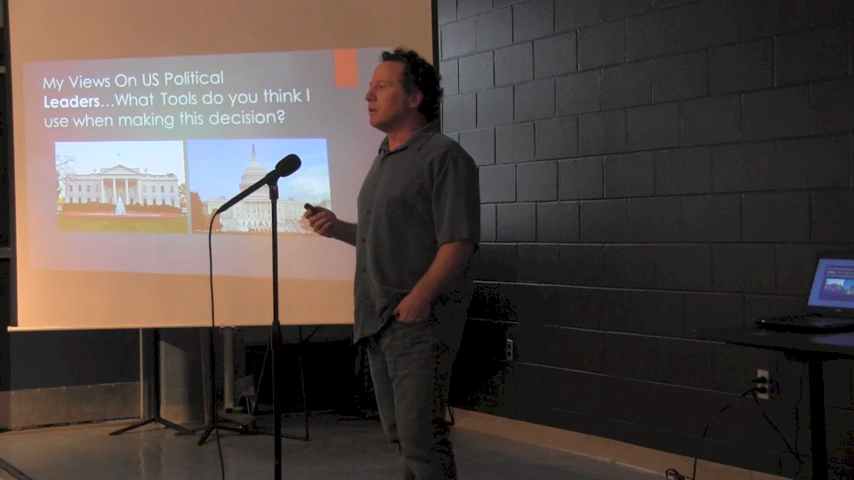 My Views On US Political
Leaders...What Tools do you think I
use when making this decision?